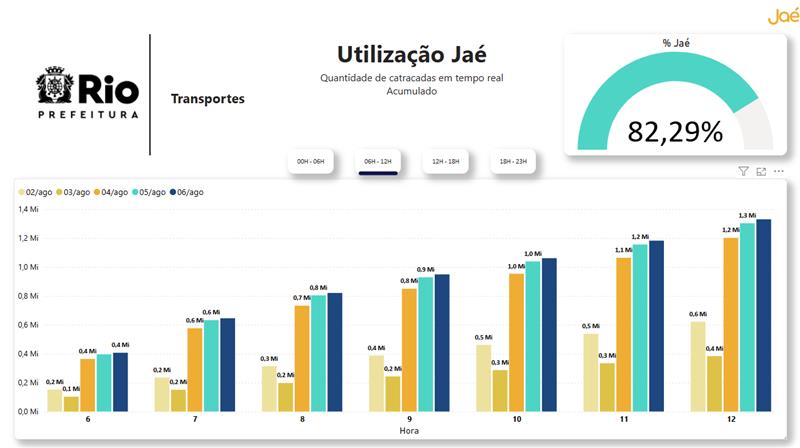 Jaé
Rio
PREFEITURA
Transportes
Utilização Jaé
Quantidade de catracadas em tempo real
Acumulado
% Jaé
82,29%
00H - 06H
06H - 12H
12H - 18H
18H - 23H
02/ago 03/ago 04/ago 05/ago 06/ago
1,4 Mi
1,2 Mi
1,0 Mi
0,8 Mi
0,6 Mi
0,4 Mi
0,2 Mi
0,0 Mi
0,2 Mi 0,1 Mi 0,4 Mi 0,4 Mi
0,2 Mi 0,2 Mi 0,6 Mi 0,6 Mi
0,3 Mi 0,2 Mi 0,7 Mi 0,8 Mi
0,4 Mi 0,2 Mi 0,8 Mi 0,9 Mi
0,5 Mi 0,3 Mi 1,0 Mi 1,0 Mi
0,5 Mi 0,3 Mi 1,1 Mi 1,2 Mi
0,6 Mi 0,4 Mi 1,2 Mi 1,3 Mi
6 7 8 9 10 11 12
Hora